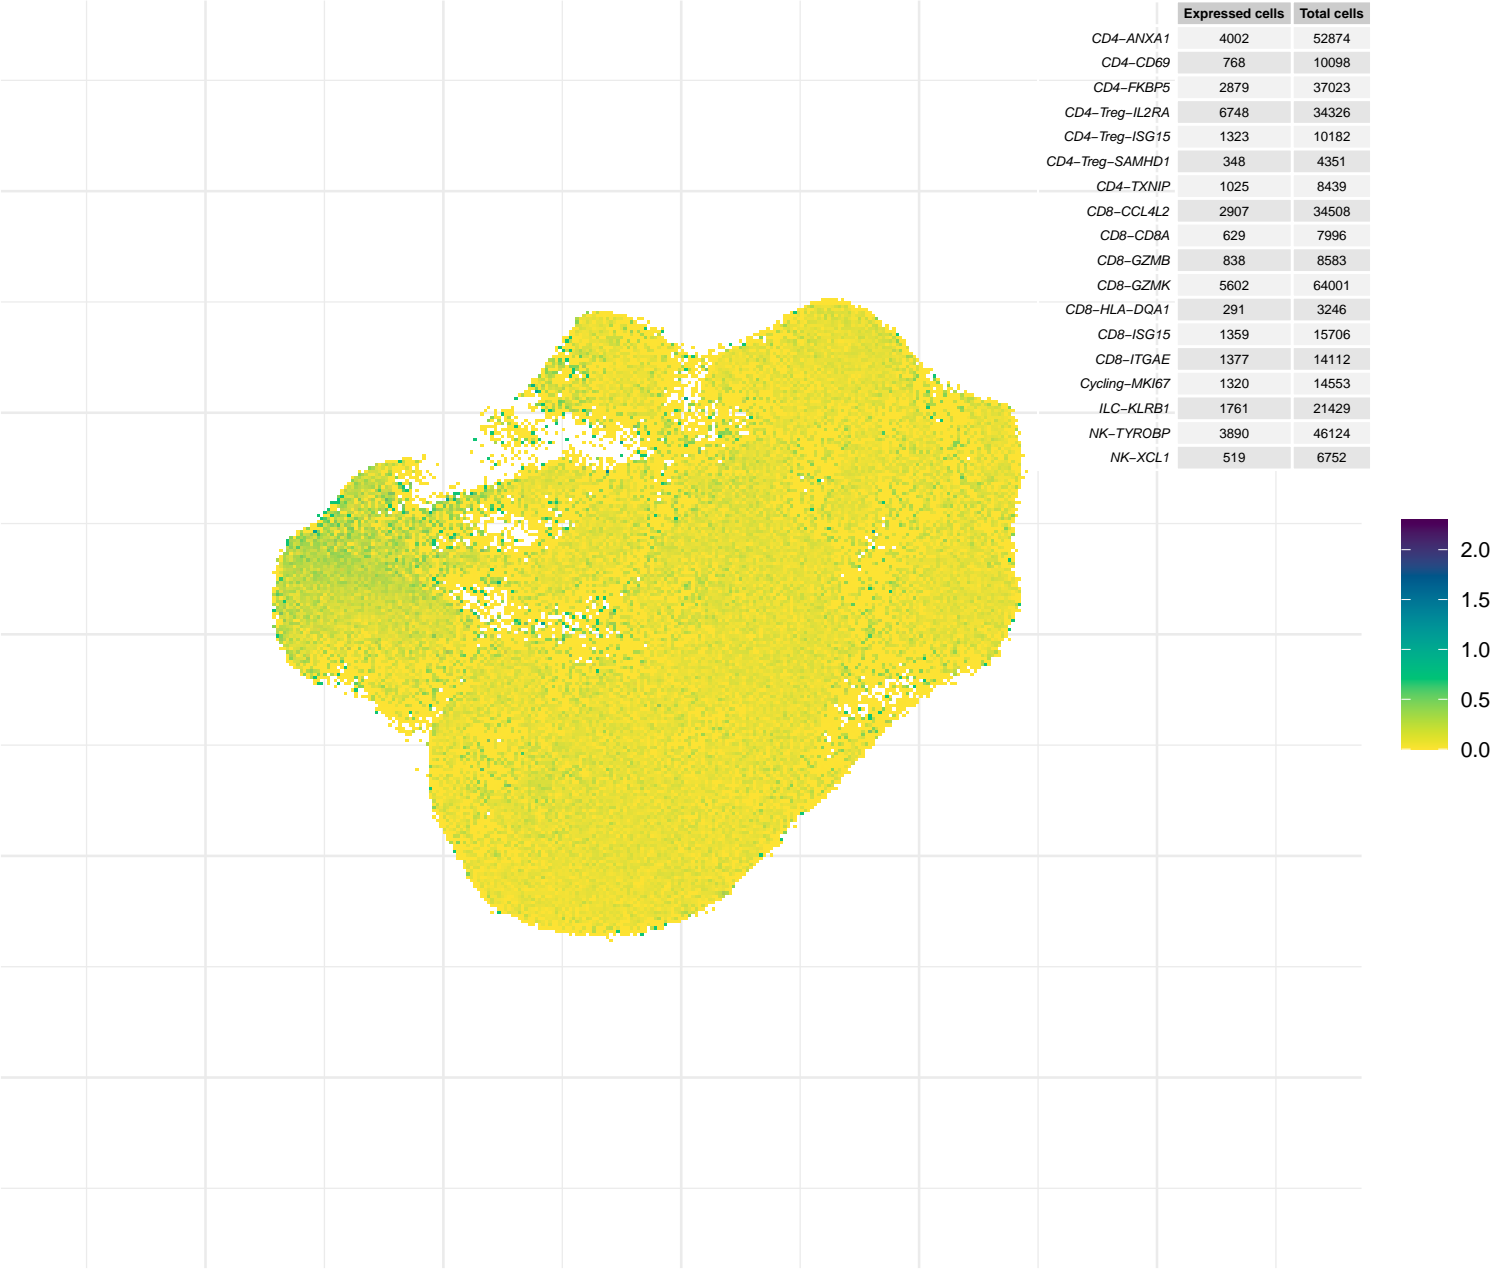 Expressed cells Total cells
CD4−ANXA1 4002 52874
CD4−CD69 768 10098
CD4−FKBP5 2879 37023
CD4−Treg−IL2RA 6748 34326
CD4−Treg−ISG15 1323 10182
CD4−Treg−SAMHD1 348 4351
CD4−TXNIP 1025 8439
CD8−CCL4L2 2907 34508
CD8−CD8A 629 7996
CD8−GZMB 838 8583
CD8−GZMK 5602 64001
CD8−HLA−DQA1 291 3246
CD8−ISG15 1359 15706
CD8−ITGAE 1377 14112
Cycling−MKI67 1320 14553
ILC−KLRB1 1761 21429
NK−TYROBP 3890 46124
NK−XCL1 519 6752
2.0
1.5
1.0
0.5
0.0